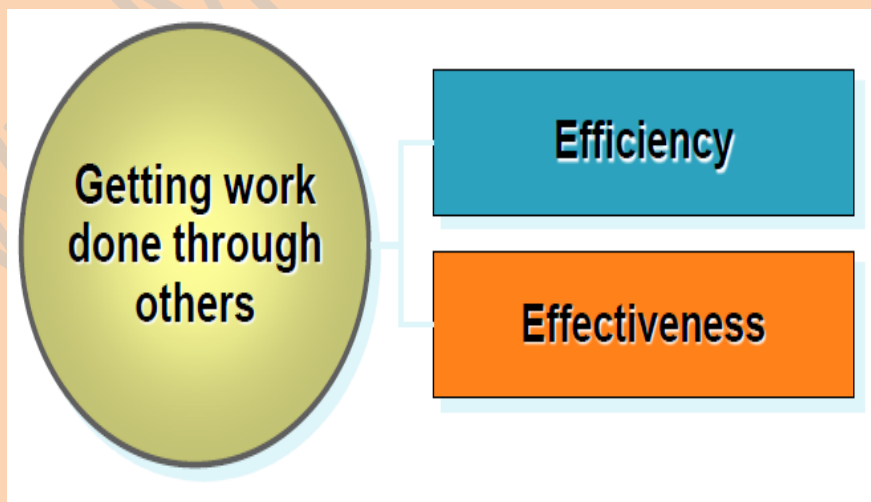 Getting work
done through
others
Efficiency
Effectiveness